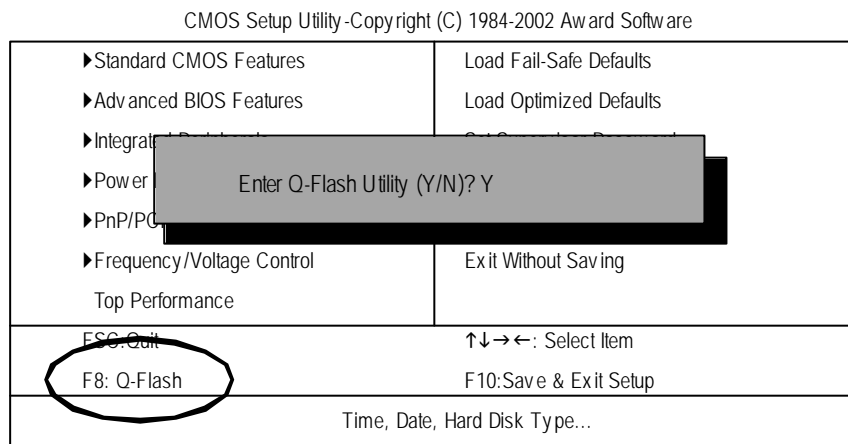 CMOS Setup Utility-Copyright (C) 1984-2002 Award Software
▶Standard CMOS Features
Load Fail-Safe Defaults
▶Advanced BIOS Features
Load Optimized Defaults
Enter Q-Flash Utility (Y/N)? Y
▶Power
▶Frequency/Voltage Control
Exit Without Saving
Top Performance
ESC:Quit
↑↓→←: Select Item
F8: Q-Flash
F10:Save & Exit Setup
Time, Date, Hard Disk Type...